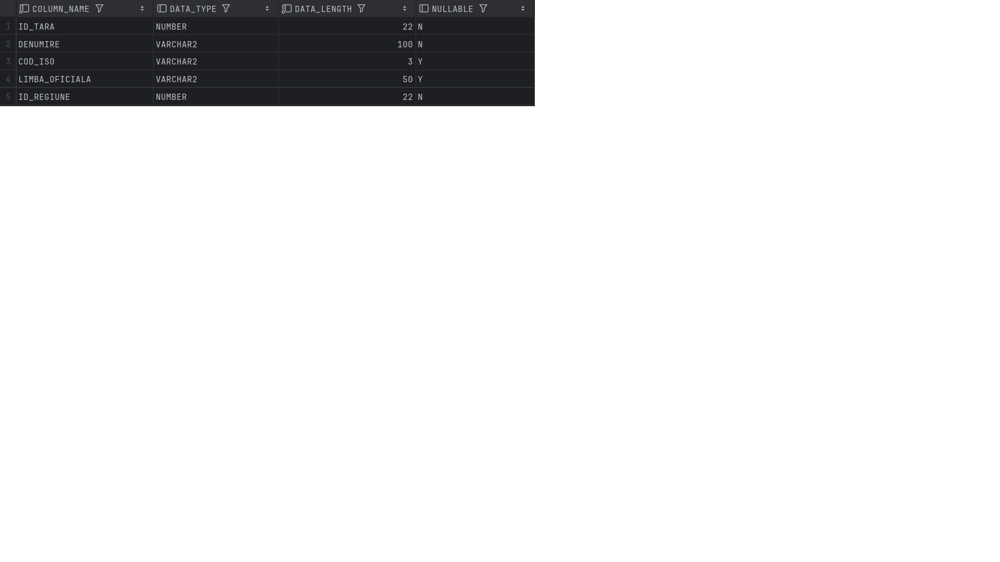 COLUMN_NAME DATA_TYPE DATA_LENGTH NULLABLE
1 ID_TARA NUMBER 22 N
2 DENUMIRE VARCHAR2 100 N
3 COD_ISO VARCHAR2 3 Y
4 LIMBA_OFICIALA VARCHAR2 50 Y
5 ID_REGIUNE NUMBER 22 N